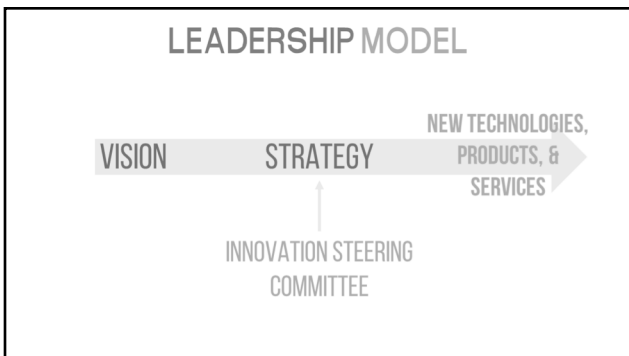 LEADERSHIP MODEL
NEW TECHNOLOGIES,
VISION STRATEGY PRODUCTS, &
SERVICES
INNOVATION STEERING
COMMITTEE